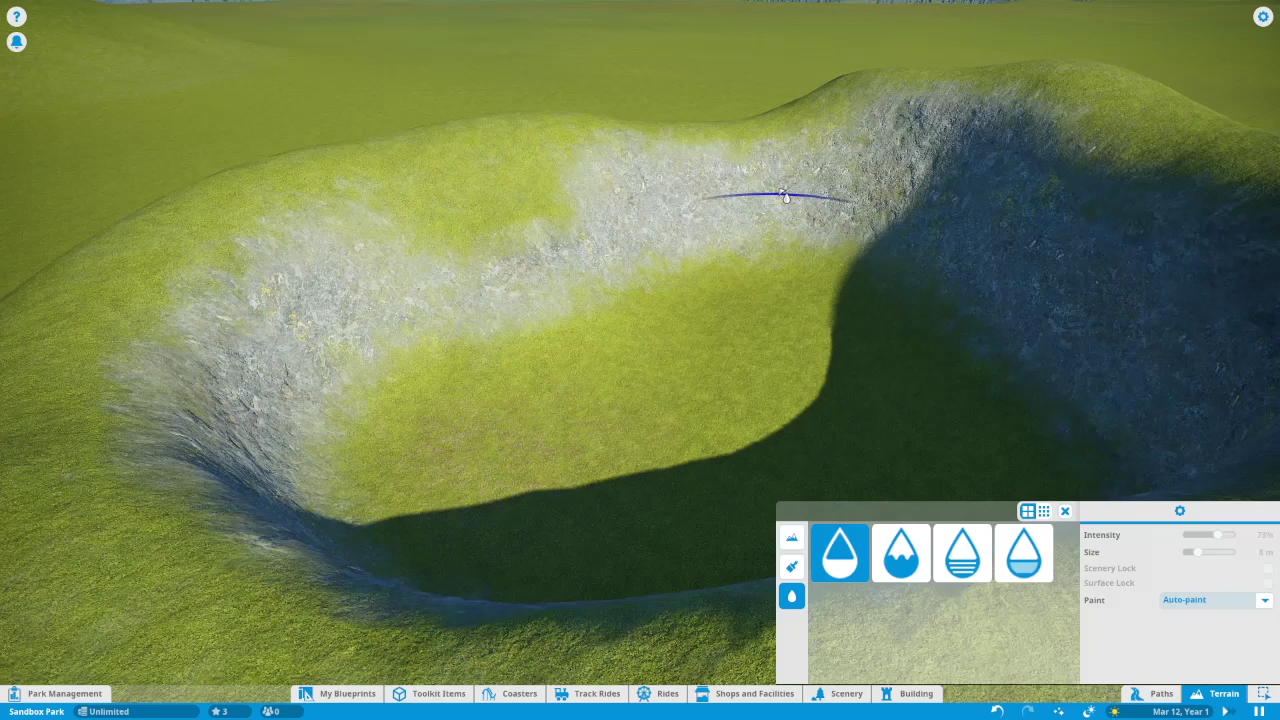 ?
Intensity 73%
Size 8 m
Scenery Lock
Surface Lock
Paint Auto-paint
Park Management My Blueprints Toolkit Items Coasters Track Rides Rides Shops and Facilities Scenery Building Paths Terrain
Sandbox Park Unlimited 3 0 Mar 12, Year 1